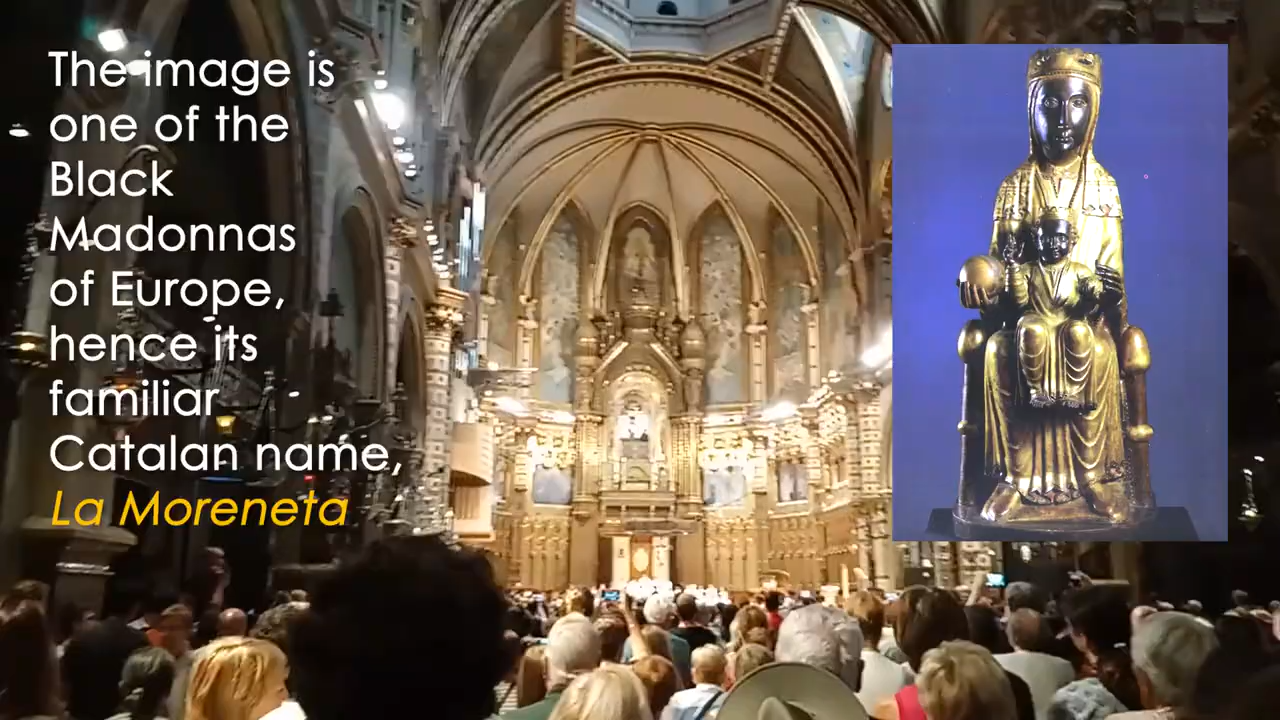 The image is
one of the
Black
Madonnas
of Europe,
hence its
familiar
Catalan name,
La Moreneta